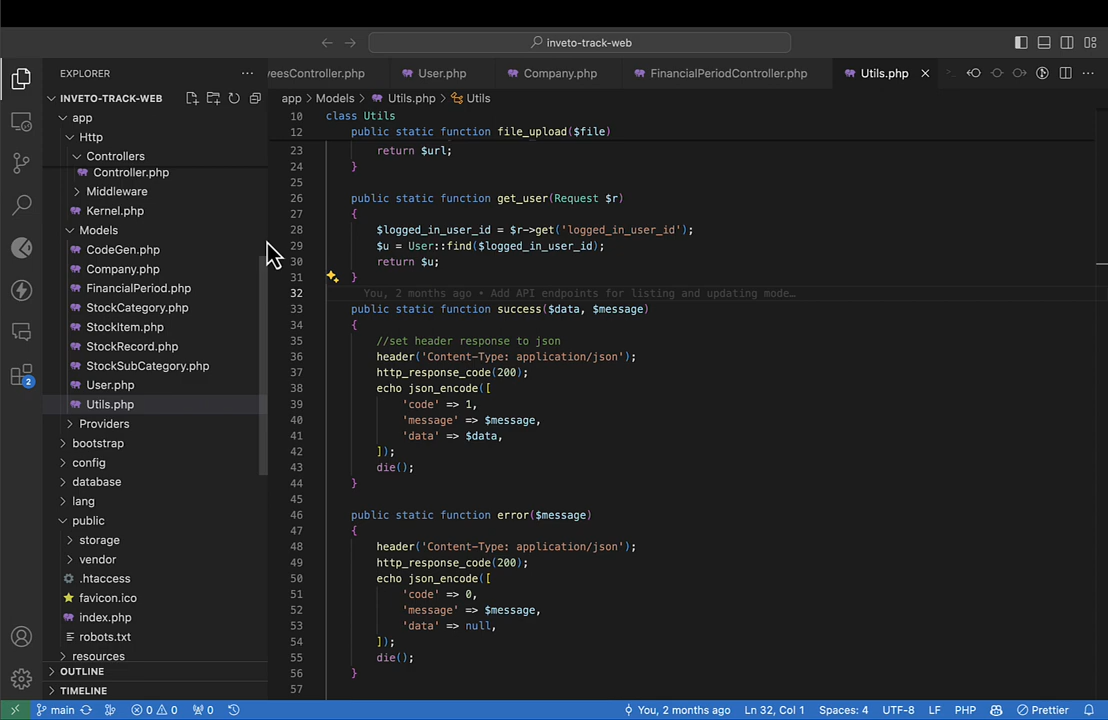 inveto-track-web
EXPLORER
INVETO-TRACK-WEB
app
Http
Controllers
Controller.php
Middleware
Kernel.php
Models
CodeGen.php
Company.php
FinancialPeriod.php
StockCategory.php
StockItem.php
StockRecord.php
StockSubCategory.php
User.php
Utils.php
Providers
bootstrap
config
database
lang
public
storage
vendor
.htaccess
favicon.ico
index.php
robots.txt
resources
OUTLINE
TIMELINE
2
veesController.php User.php Company.php FinancialPeriodController.php Utils.php
app > Models > Utils.php > Utils
10 class Utils
12 public static function file_upload($file)
23 return $url;
24 }
25
26 public static function get_user(Request $r)
27 {
28 $logged_in_user_id = $r->get('logged_in_user_id');
29 $u = User::find($logged_in_user_id);
30 return $u;
31 }
32 You, 2 months ago • Add API endpoints for listing and updating mode…
33 public static function success($data, $message)
34 {
35 //set header response to json
36 header('Content-Type: application/json');
37 http_response_code(200);
38 echo json_encode([
39 'code' => 1,
40 'message' => $message,
41 'data' => $data,
42 ]);
43 die();
44 }
45
46 public static function error($message)
47 {
48 header('Content-Type: application/json');
49 http_response_code(200);
50 echo json_encode([
51 'code' => 0,
52 'message' => $message,
53 'data' => null,
54 ]);
55 die();
56 }
57
main 0 0 0 You, 2 months ago Ln 32, Col 1 Spaces: 4 UTF-8 LF PHP Prettier